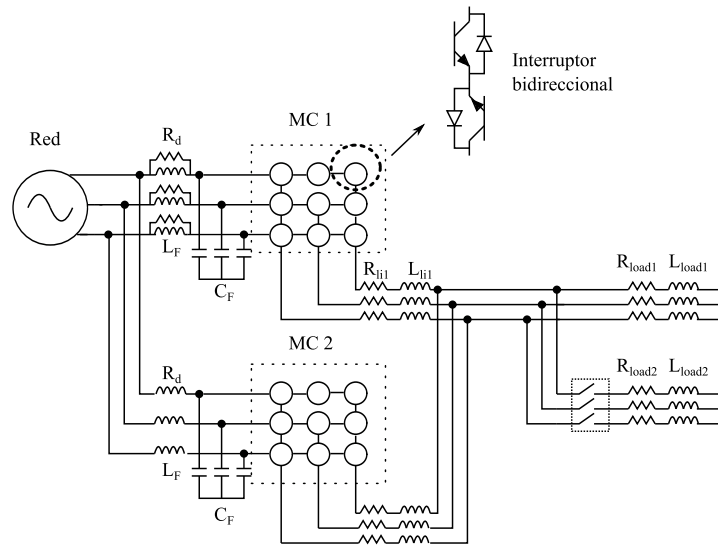 Interruptor
bidireccional
MC 1
Red
R_d
L_F
C_F
R_li1 L_li1
R_load1 L_load1
MC 2
R_d
R_load2 L_load2
L_F
C_F